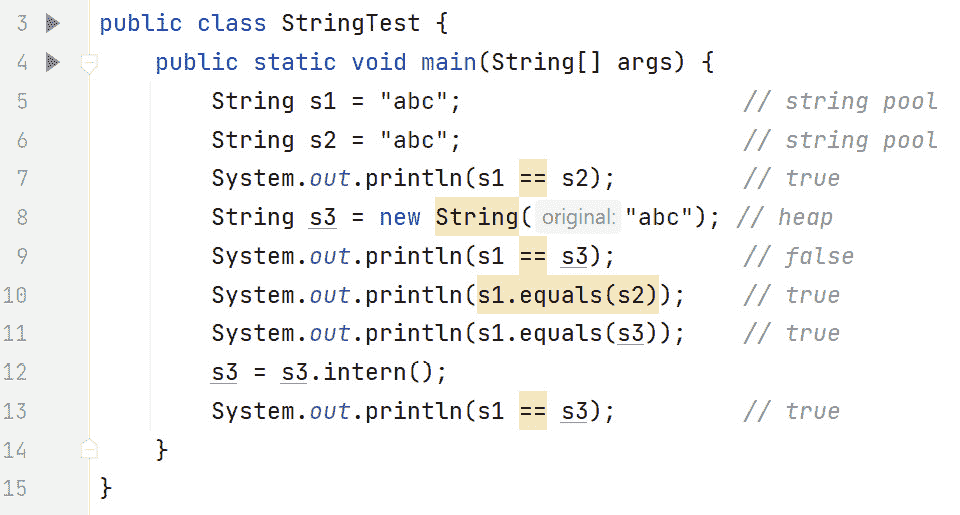 3 public class StringTest {
4 public static void main(String[] args) {
5 String s1 = "abc"; // string pool
6 String s2 = "abc"; // string pool
7 System.out.println(s1 == s2); // true
8 String s3 = new String( original: "abc"); // heap
9 System.out.println(s1 == s3); // false
10 System.out.println(s1.equals(s2)); // true
11 System.out.println(s1.equals(s3)); // true
12 s3 = s3.intern();
13 System.out.println(s1 == s3); // true
14 }
15 }